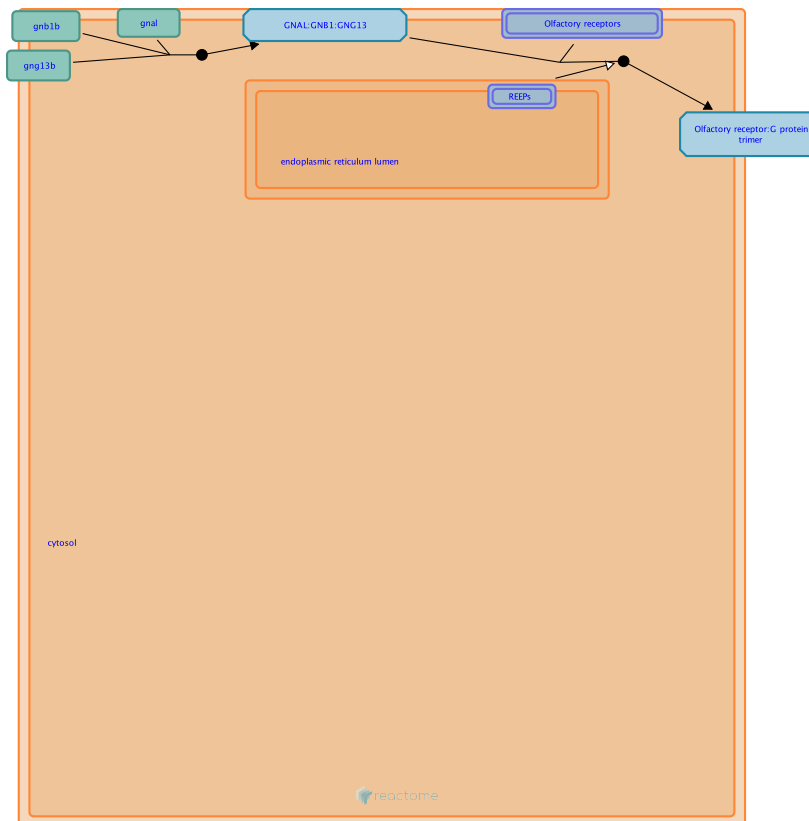 gnb1b
gnal
GNAL:GNB1:GNG13
Olfactory receptors
gng13b
REEPs
Olfactory receptor:G protein
trimer
endoplasmic reticulum lumen
cytosol
reactome